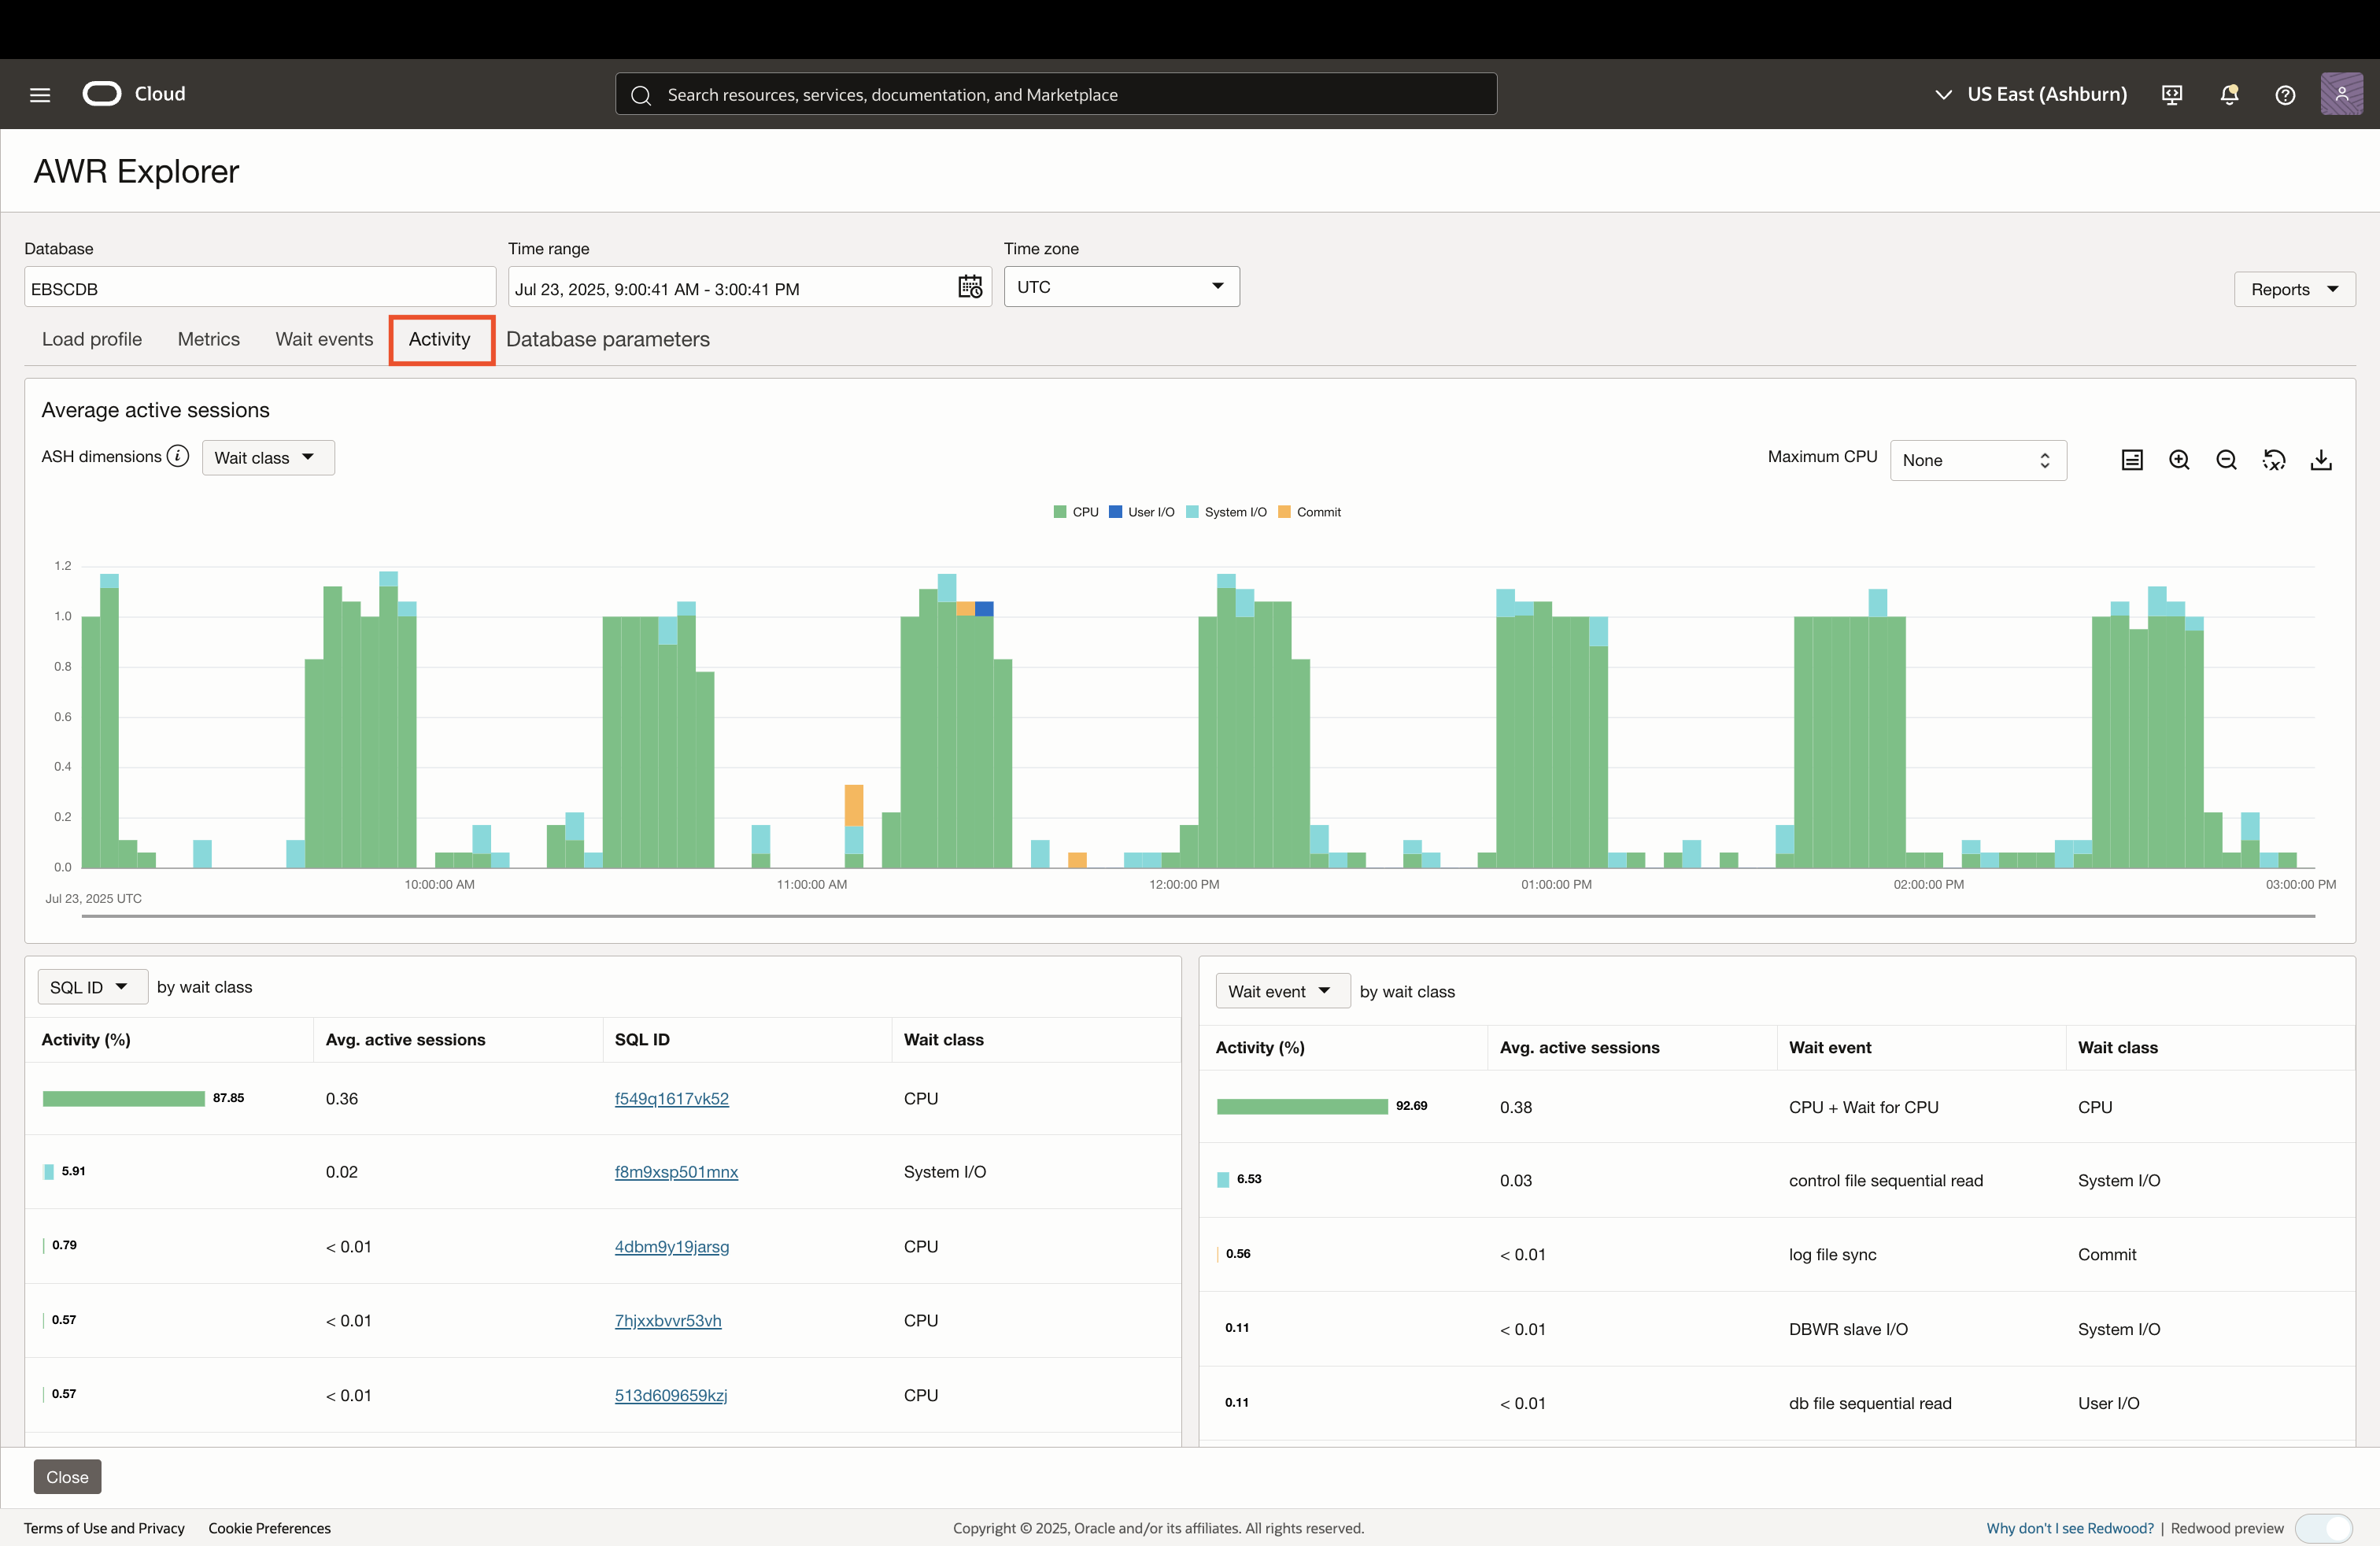 Cloud
Search resources, services, documentation, and Marketplace
US East (Ashburn)
AWR Explorer
Database
Time range
Time zone
EBSCDB
Jul 23, 2025, 9:00:41 AM - 3:00:41 PM
UTC
Reports
Load profile
Metrics
Wait events
Activity
Database parameters
Average active sessions
ASH dimensions
Wait class
Maximum CPU
None
CPU
User I/O
System I/O
Commit
1.2
1.0
0.8
0.6
0.4
0.2
0.0
10:00:00 AM
11:00:00 AM
12:00:00 PM
01:00:00 PM
02:00:00 PM
03:00:00 PM
Jul 23, 2025 UTC
SQL ID
by wait class
Activity (%)
Avg. active sessions
SQL ID
Wait class
87.85
0.36
f549q1617vk52
CPU
5.91
0.02
f8m9xsp501mnx
System I/O
0.79
< 0.01
4dbm9y19jarsg
CPU
0.57
< 0.01
7hjxxbvvr53vh
CPU
0.57
< 0.01
513d609659kzj
CPU
Wait event
by wait class
Activity (%)
Avg. active sessions
Wait event
Wait class
92.69
0.38
CPU + Wait for CPU
CPU
6.53
0.03
control file sequential read
System I/O
0.56
< 0.01
log file sync
Commit
0.11
< 0.01
DBWR slave I/O
System I/O
0.11
< 0.01
db file sequential read
User I/O
Close
Terms of Use and Privacy
Cookie Preferences
Copyright © 2025, Oracle and/or its affiliates. All rights reserved.
Why don't I see Redwood? | Redwood preview